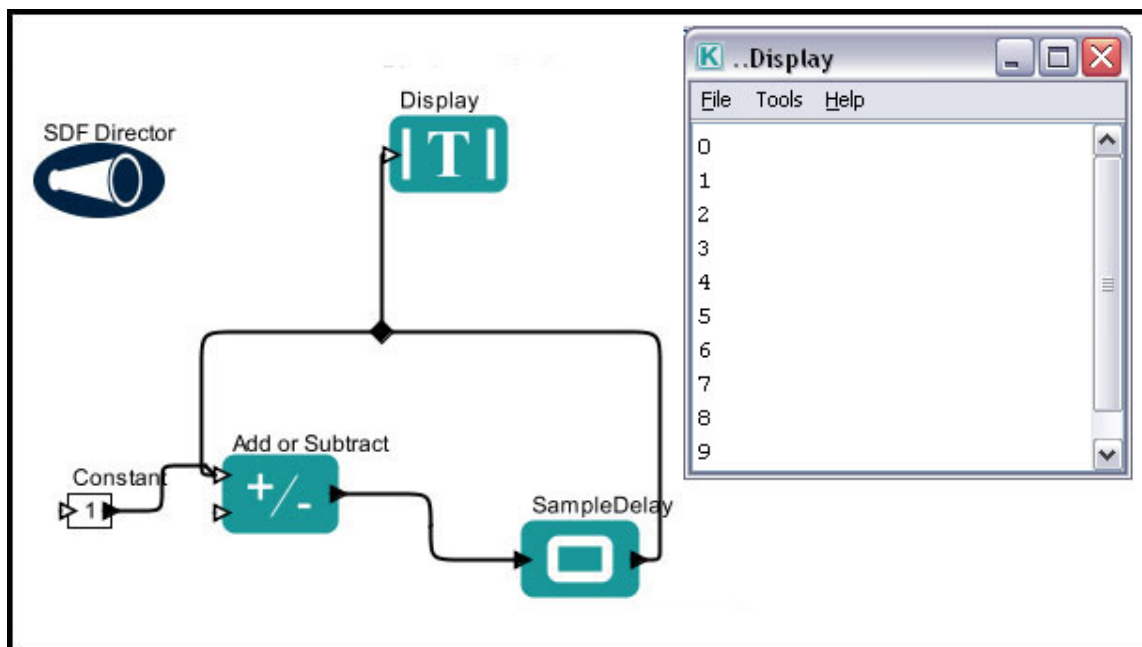 SDF Director
Display
T
Constant
1
Add or Subtract
+/-
SampleDelay
K ..Display
File Tools Help
0
1
2
3
4
5
6
7
8
9